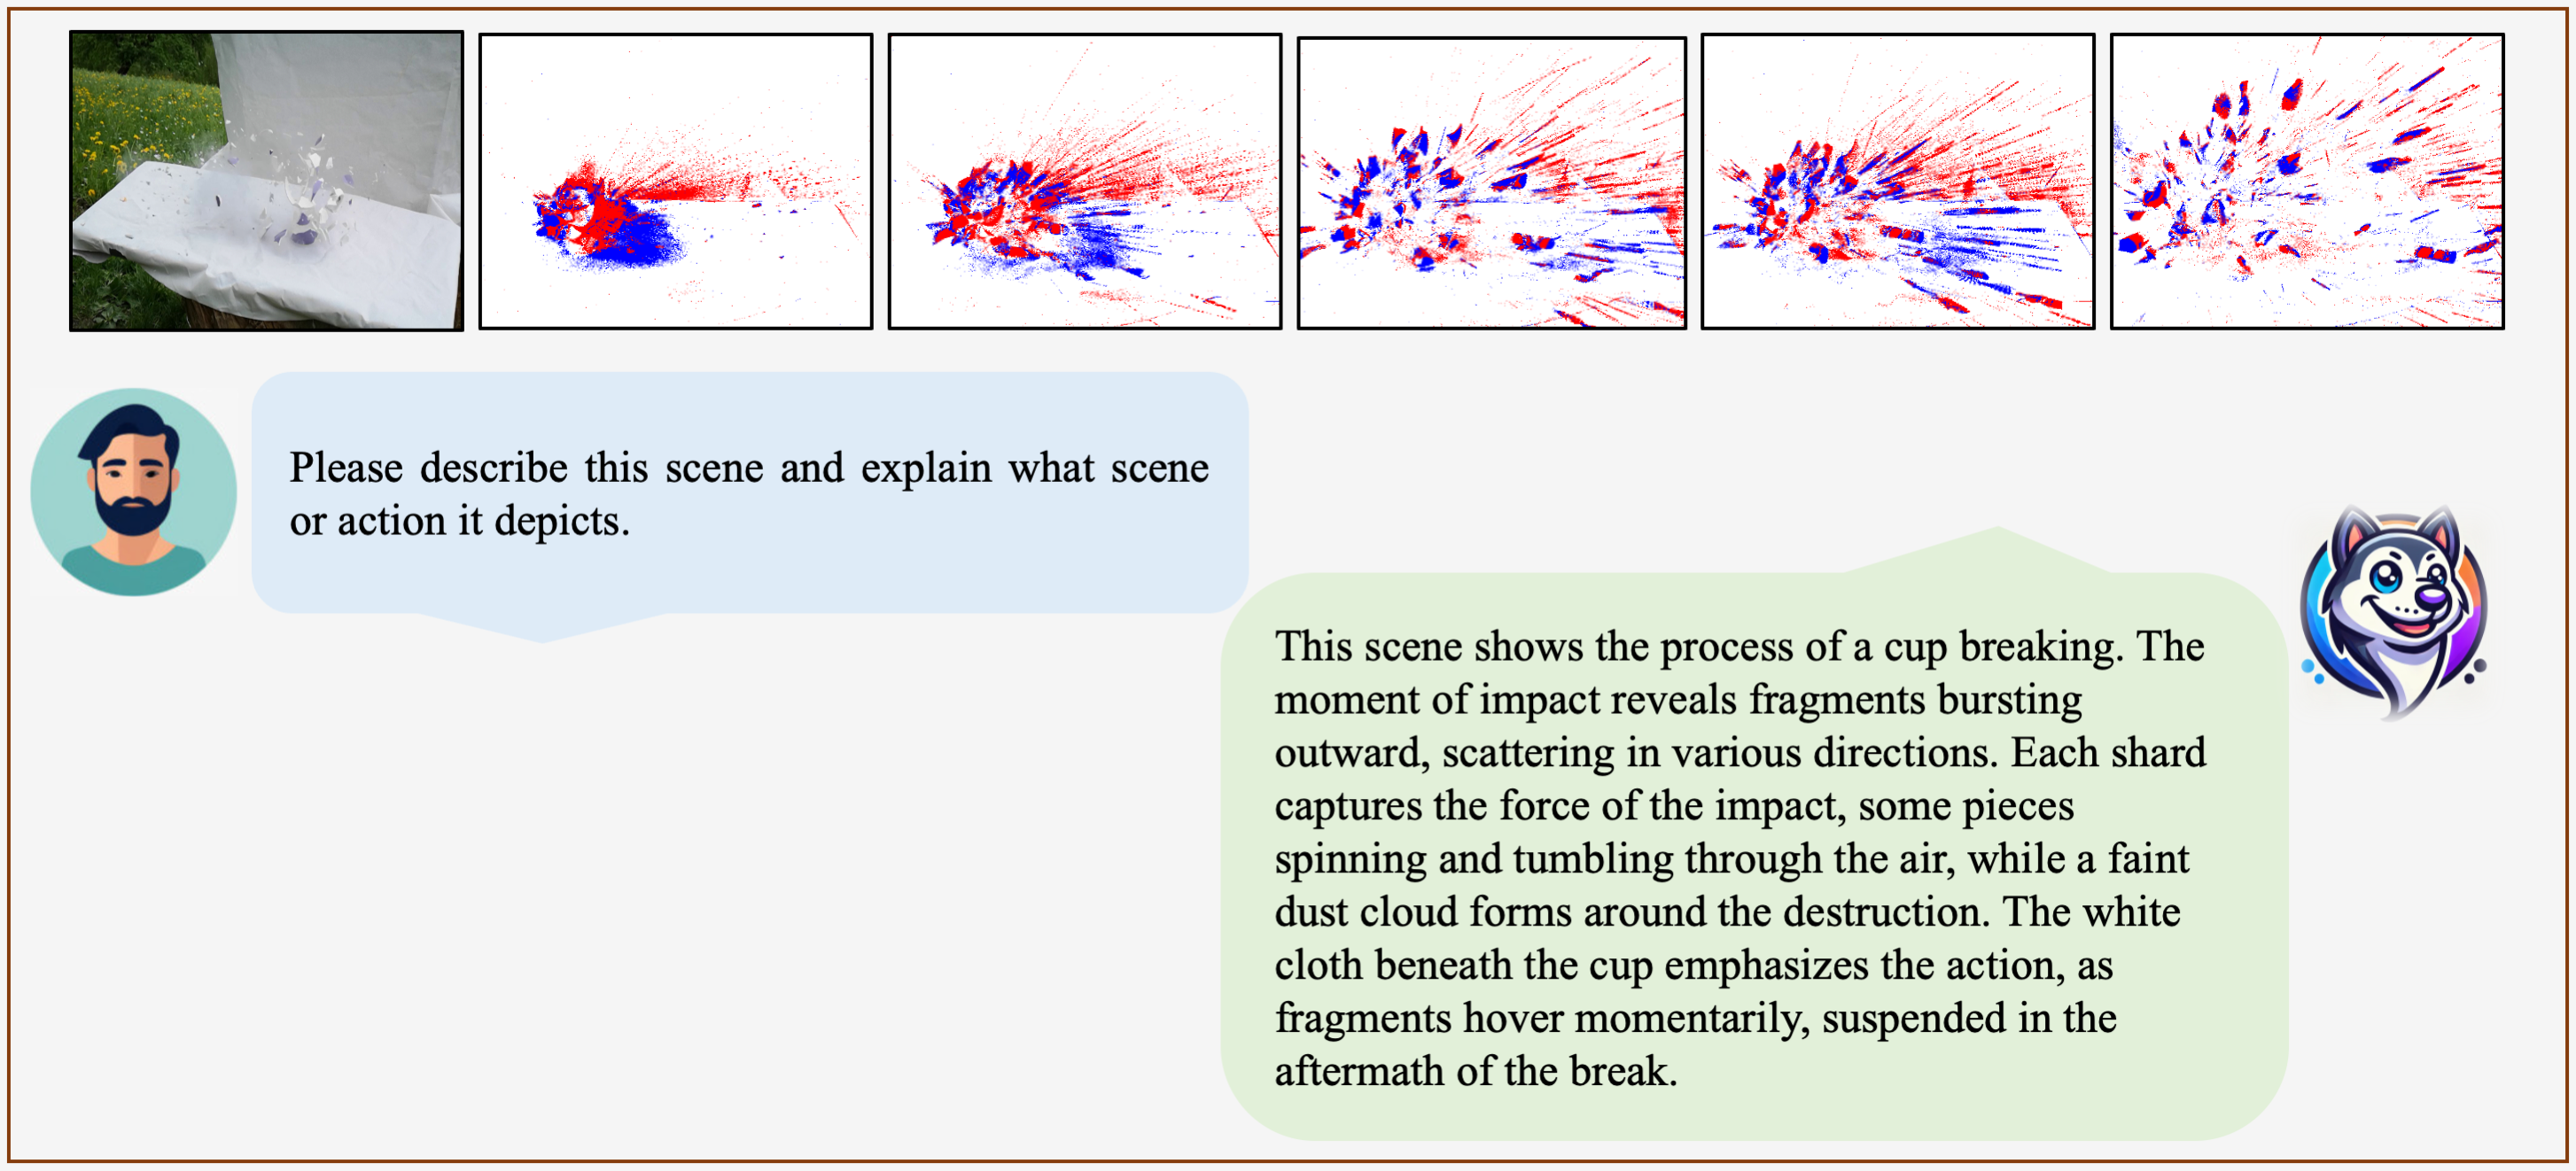 Please describe this scene and explain what scene
or action it depicts.
This scene shows the process of a cup breaking. The
moment of impact reveals fragments bursting
outward, scattering in various directions. Each shard
captures the force of the impact, some pieces
spinning and tumbling through the air, while a faint
dust cloud forms around the destruction. The white
cloth beneath the cup emphasizes the action, as
fragments hover momentarily, suspended in the
aftermath of the break.